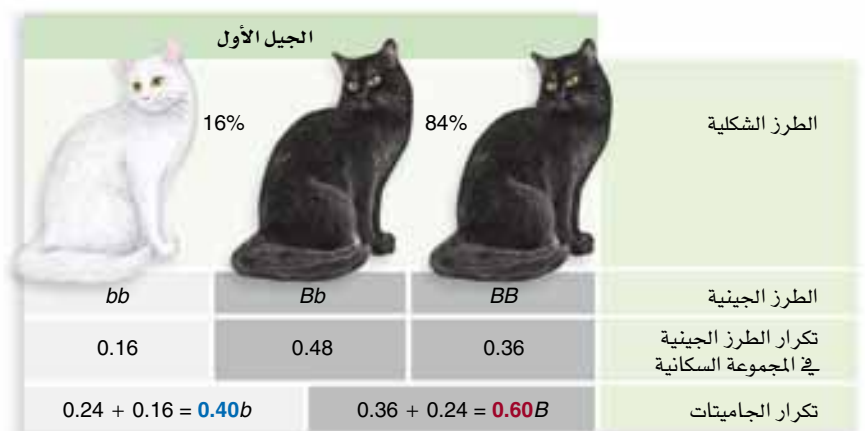 الجيل الأول
الطرز الشكلية
84%
16%
الطرز الجينية
BB
Bb
bb
تكرار الطرز الجينية
في المجموعة السكانية
0.36
0.48
0.16
تكرار الجاميتات
0.36 + 0.24 = 0.60B
0.24 + 0.16 = 0.40b